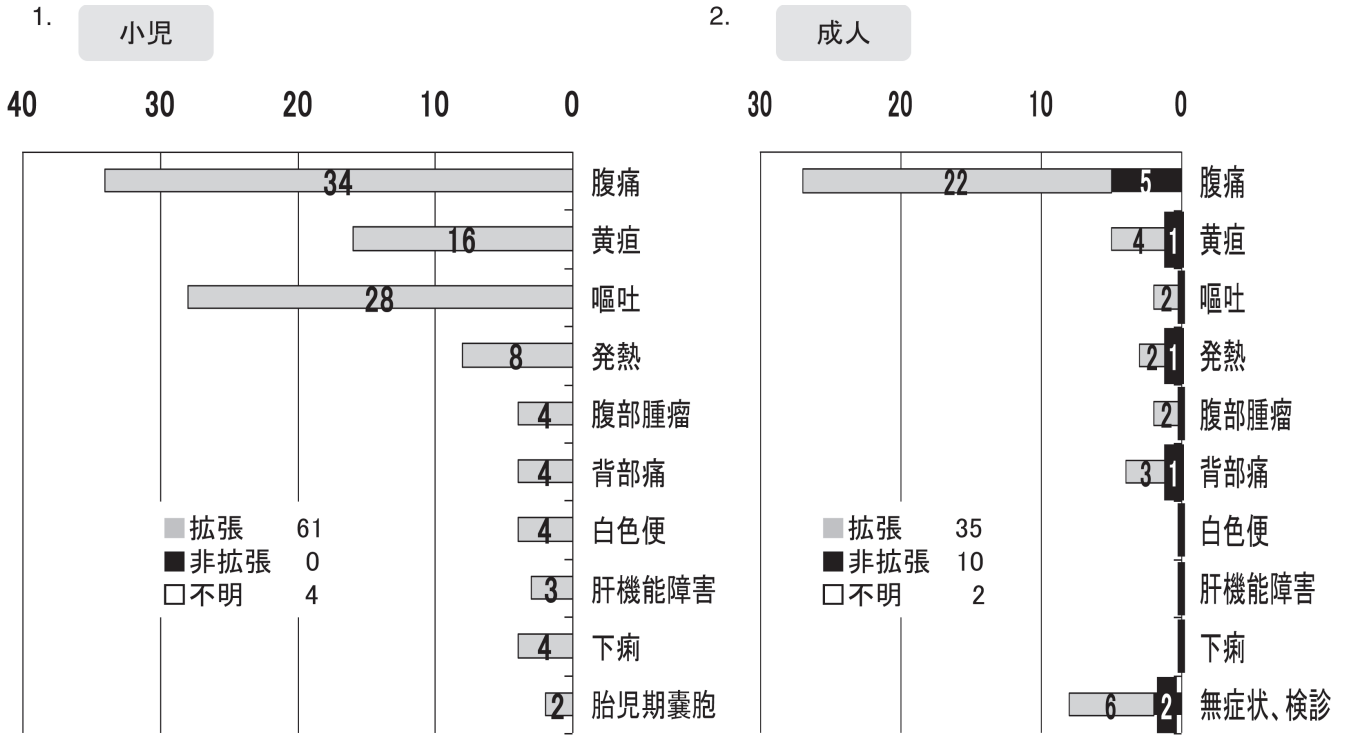 1.
小児
40 30 20 10 0
34 腹痛
16 黄疸
28 嘔吐
8 発熱
4 腹部腫瘤
4 背部痛
4 白色便
3 肝機能障害
4 下痢
2 胎児期嚢胞
拡張 61
非拡張 0
不明 4
2.
成人
30 20 10 0
22 5 腹痛
4 1 黄疸
2 嘔吐
2 1 発熱
2 腹部腫瘤
3 1 背部痛
白色便
肝機能障害
下痢
6 2 無症状、検診
拡張 35
非拡張 10
不明 2